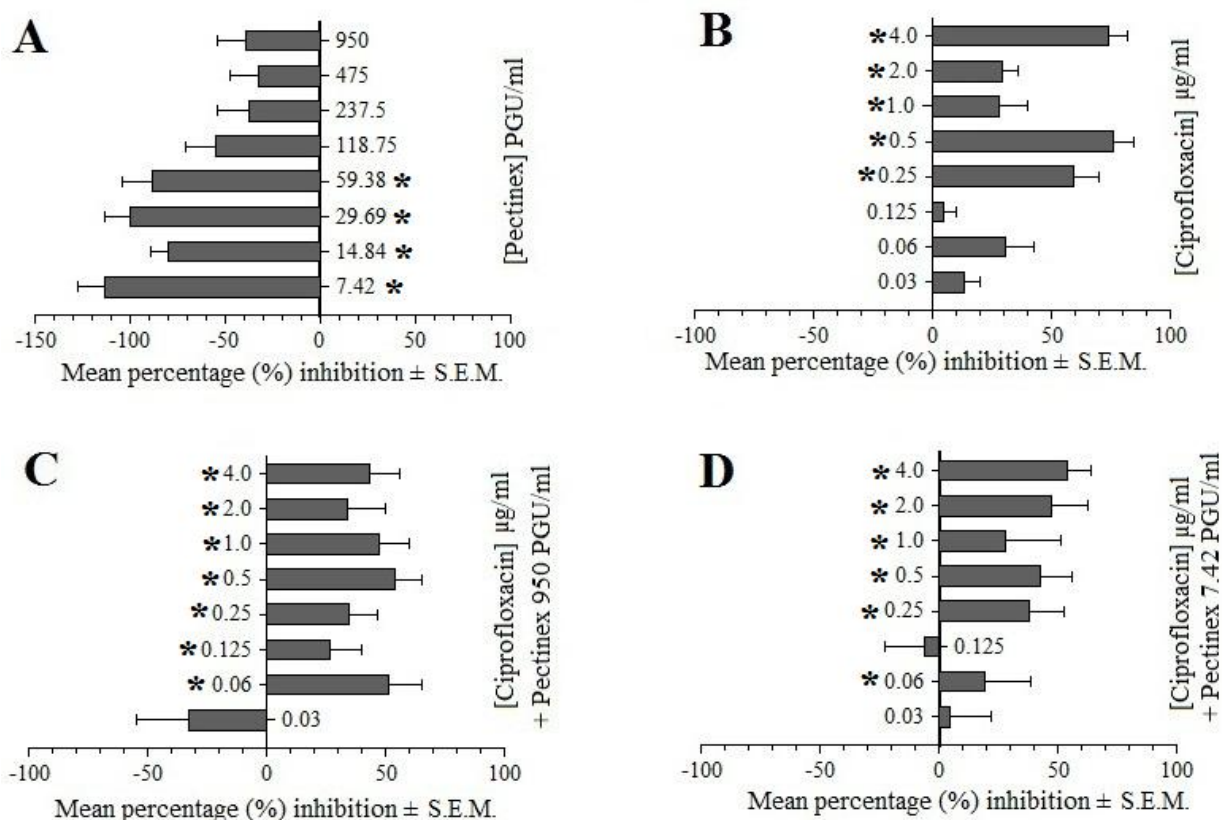 A
950
475
237.5
118.75
59.38 *
29.69 *
14.84 *
7.42 *
[Pectinex] PGU/ml
-150 -100 -50 0 50 100
Mean percentage (%) inhibition ± S.E.M.
B
*4.0
*2.0
*1.0
*0.5
*0.25
0.125
0.06
0.03
[Ciprofloxacin] µg/ml
-100 -50 0 50 100
Mean percentage (%) inhibition ± S.E.M.
C
*4.0
*2.0
*1.0
*0.5
*0.25
*0.125
*0.06
0.03
[Ciprofloxacin] µg/ml
+ Pectinex 950 PGU/ml
-100 -50 0 50 100
Mean percentage (%) inhibition ± S.E.M.
D
*4.0
*2.0
*1.0
*0.5
*0.25
0.125
*0.06
0.03
[Ciprofloxacin] µg/ml
+ Pectinex 7.42 PGU/ml
-100 -50 0 50 100
Mean percentage (%) inhibition ± S.E.M.